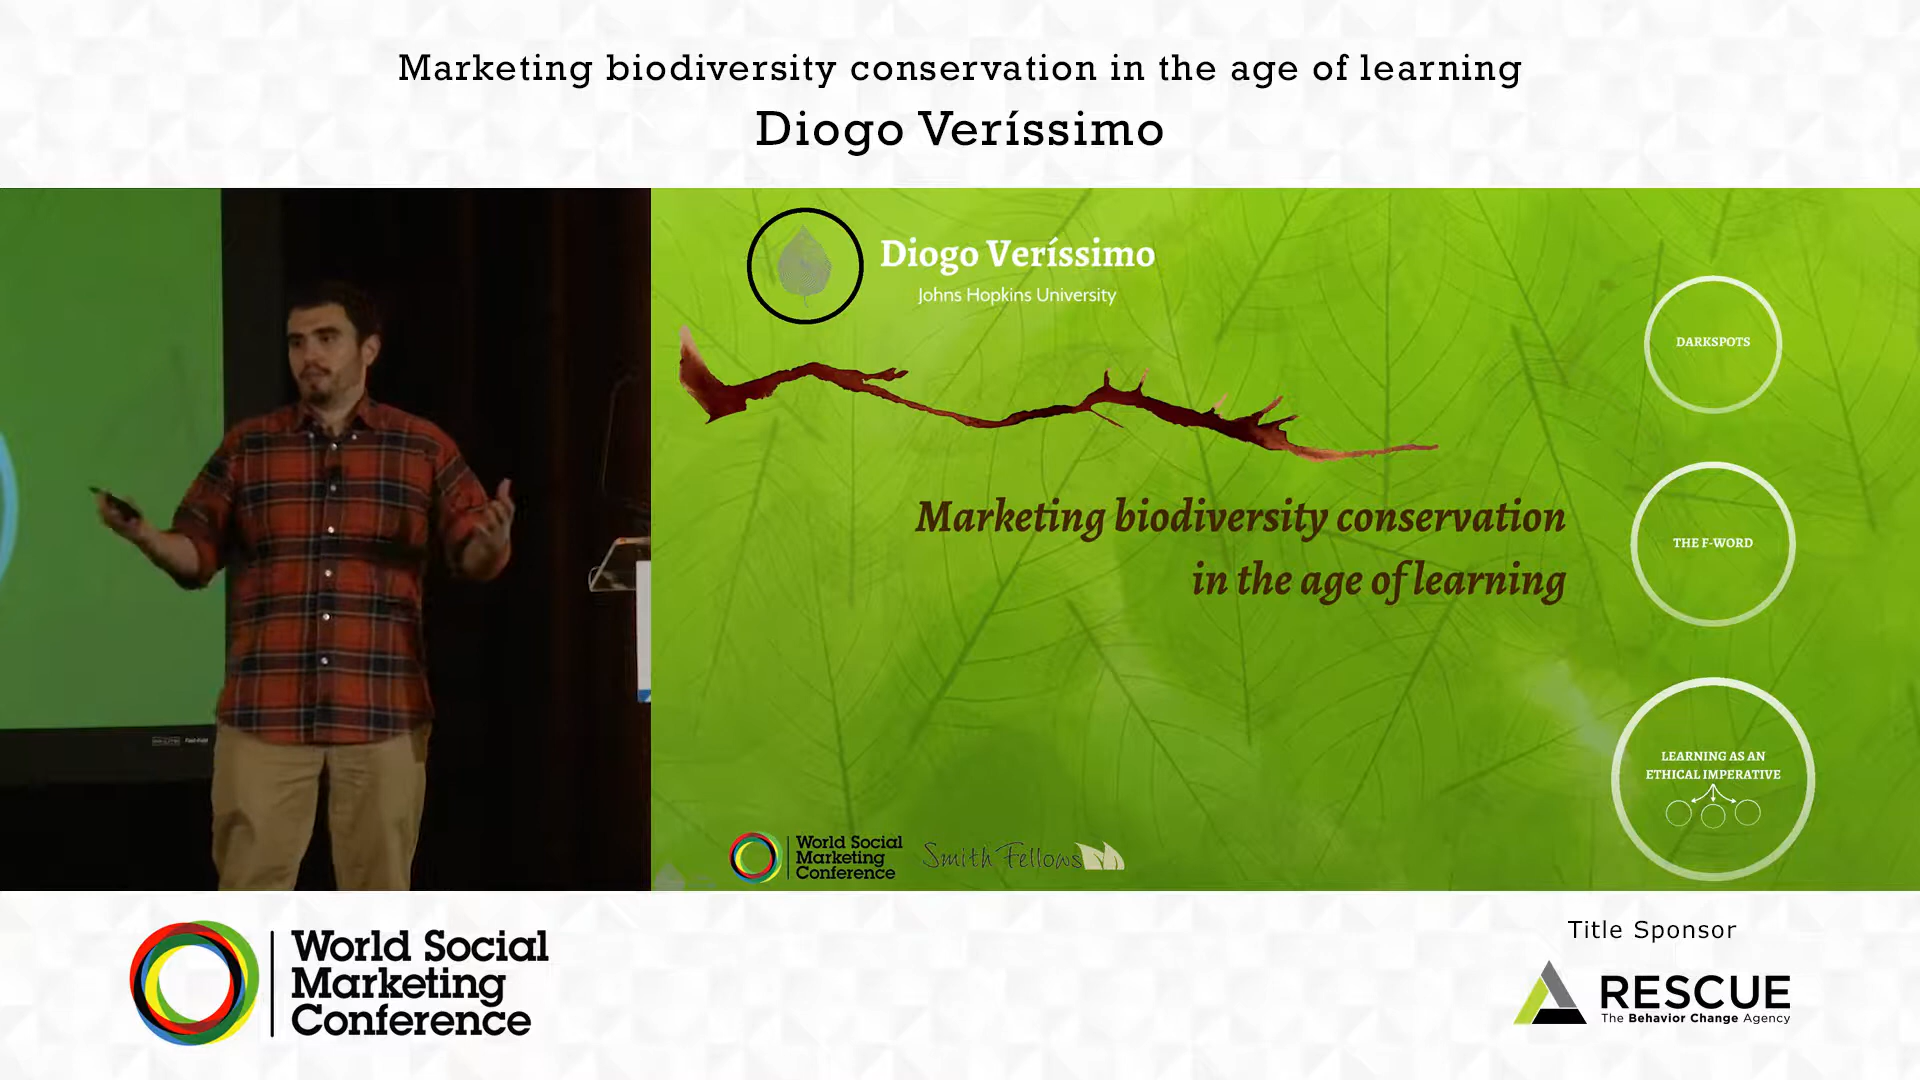 Marketing biodiversity conservation in the age of learning
Diogo Veríssimo
Diogo Veríssimo
Johns Hopkins University
DARKSPOTS
Marketing biodiversity conservation
in the age of learning
THE F-WORD
LEARNING AS AN
ETHICAL IMPERATIVE
World Social
Marketing
Conference
Smith Fellows
World Social
Marketing
Conference
Title Sponsor
RESCUE
The Behavior Change Agency